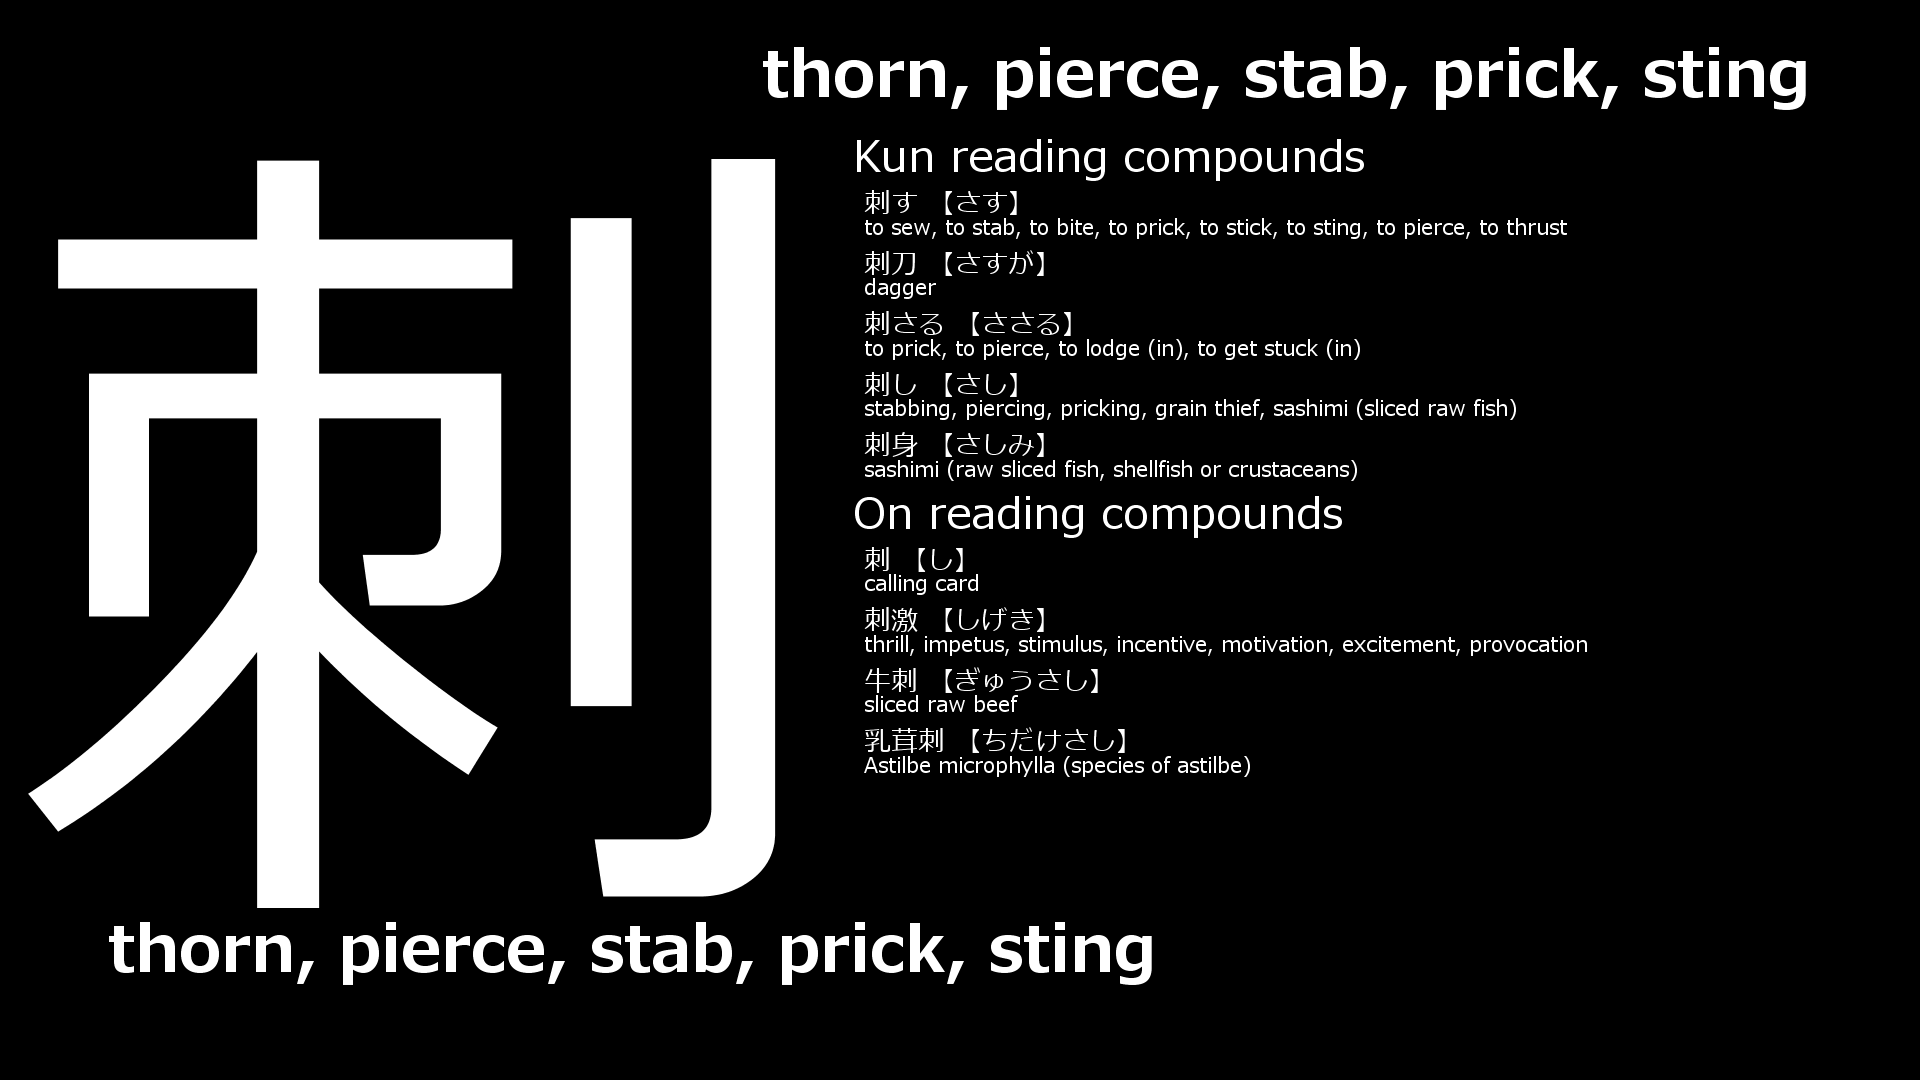 thorn, pierce, stab, prick, sting
刺
Kun reading compounds
刺す 【さす】
to sew, to stab, to bite, to prick, to stick, to sting, to pierce, to thrust
刺刀 【さすが】
dagger
刺さる 【ささる】
to prick, to pierce, to lodge (in), to get stuck (in)
刺し 【さし】
stabbing, piercing, pricking, grain thief, sashimi (sliced raw fish)
刺身 【さしみ】
sashimi (raw sliced fish, shellfish or crustaceans)
On reading compounds
刺 【し】
calling card
刺激 【しげき】
thrill, impetus, stimulus, incentive, motivation, excitement, provocation
牛刺 【ぎゅうさし】
sliced raw beef
乳茸刺 【ちだけさし】
Astilbe microphylla (species of astilbe)
thorn, pierce, stab, prick, sting